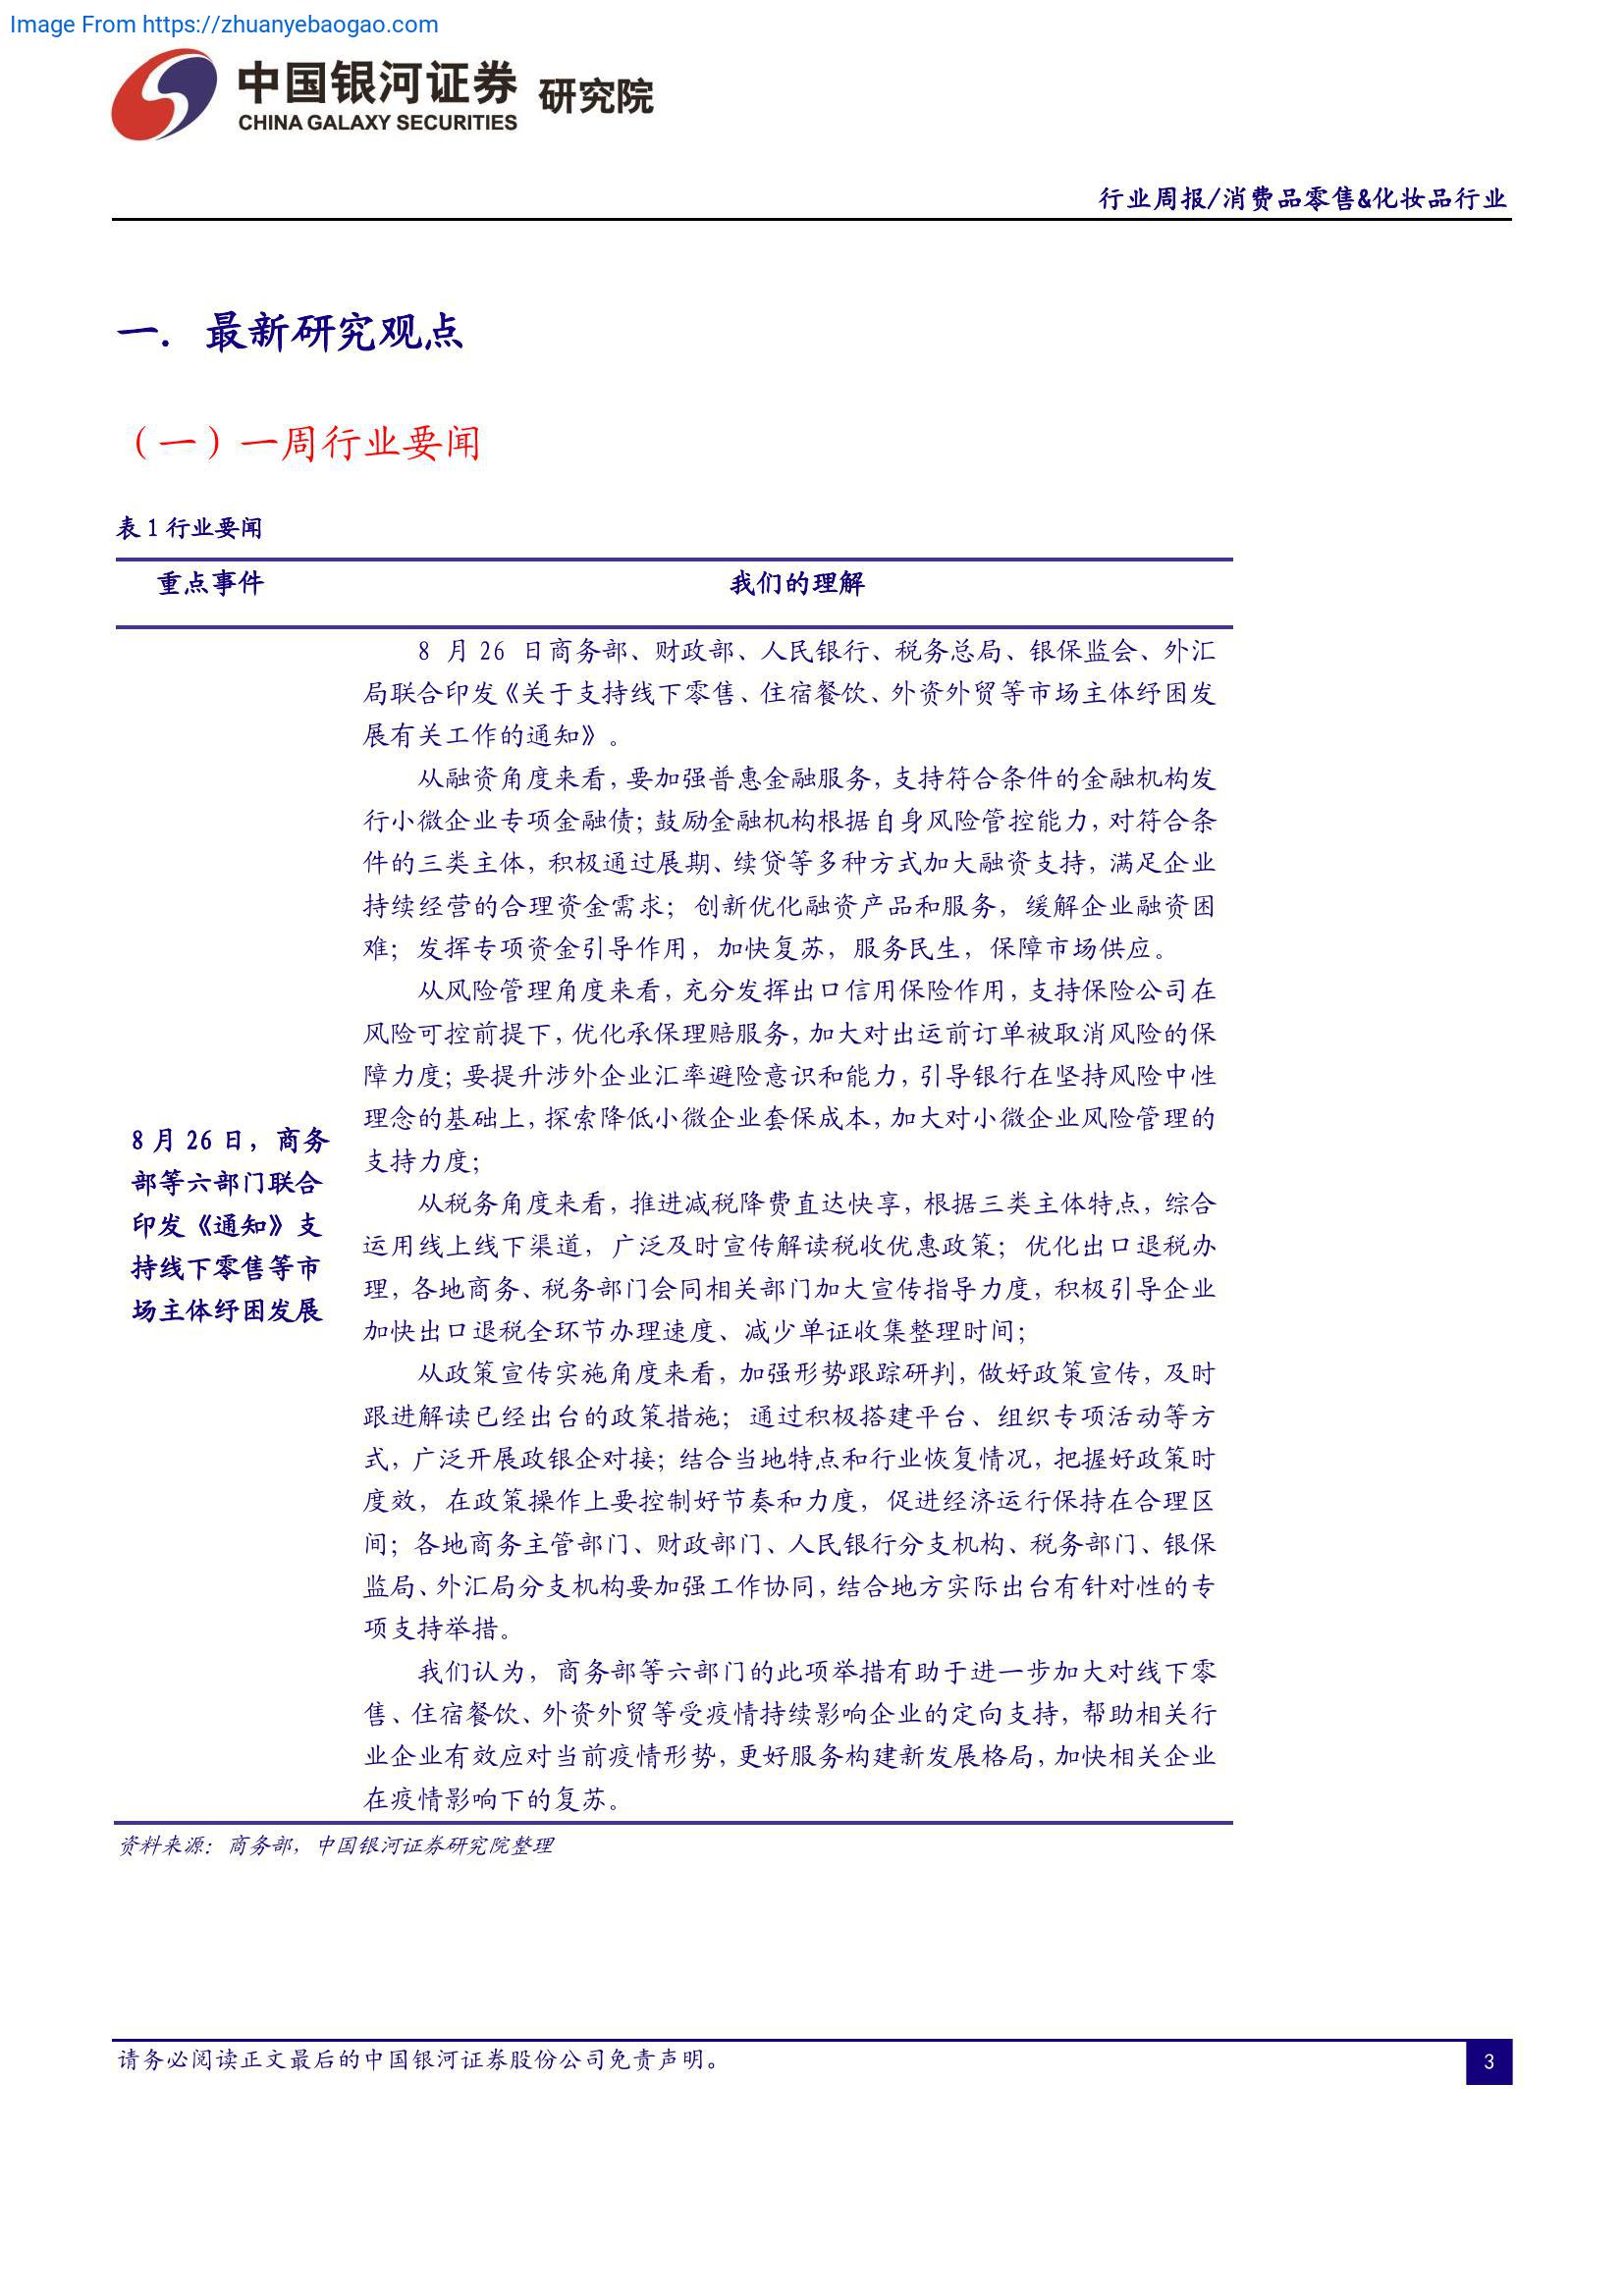 Image From https://zhuanyebaogao.com
中国银河证券 研究院
CHINA GALAXY SECURITIES
行业周报/消费品零售&化妆品行业
一. 最新研究观点
（一）一周行业要闻
表 1 行业要闻
重点事件 我们的理解
8 月 26 日，商务
部等六部门联合
印发《通知》支
持线下零售等市
场主体纾困发展
8 月 26 日商务部、财政部、人民银行、税务总局、银保监会、外汇
局联合印发《关于支持线下零售、住宿餐饮、外资外贸等市场主体纾困发
展有关工作的通知》。
从融资角度来看，要加强普惠金融服务，支持符合条件的金融机构发
行小微企业专项金融债；鼓励金融机构根据自身风险管控能力，对符合条
件的三类主体，积极通过展期、续贷等多种方式加大融资支持，满足企业
持续经营的合理资金需求；创新优化融资产品和服务，缓解企业融资困
难；发挥专项资金引导作用，加快复苏，服务民生，保障市场供应。
从风险管理角度来看，充分发挥出口信用保险作用，支持保险公司在
风险可控前提下，优化承保理赔服务，加大对出运前订单被取消风险的保
障力度；要提升涉外企业汇率避险意识和能力，引导银行在坚持风险中性
理念的基础上，探索降低小微企业套保成本，加大对小微企业风险管理的
支持力度；
从税务角度来看，推进减税降费直达快享，根据三类主体特点，综合
运用线上线下渠道，广泛及时宣传解读税收优惠政策；优化出口退税办
理，各地商务、税务部门会同相关部门加大宣传指导力度，积极引导企业
加快出口退税全环节办理速度、减少单证收集整理时间；
从政策宣传实施角度来看，加强形势跟踪研判，做好政策宣传，及时
跟进解读已经出台的政策措施；通过积极搭建平台、组织专项活动等方
式，广泛开展政银企对接；结合当地特点和行业恢复情况，把握好政策时
度效，在政策操作上要控制好节奏和力度，促进经济运行保持在合理区
间；各地商务主管部门、财政部门、人民银行分支机构、税务部门、银保
监局、外汇局分支机构要加强工作协同，结合地方实际出台有针对性的专
项支持举措。
我们认为，商务部等六部门的此项举措有助于进一步加大对线下零
售、住宿餐饮、外资外贸等受疫情持续影响企业的定向支持，帮助相关行
业企业有效应对当前疫情形势，更好服务构建新发展格局，加快相关企业
在疫情影响下的复苏。
资料来源：商务部，中国银河证券研究院整理
请务必阅读正文最后的中国银河证券股份公司免责声明。
3